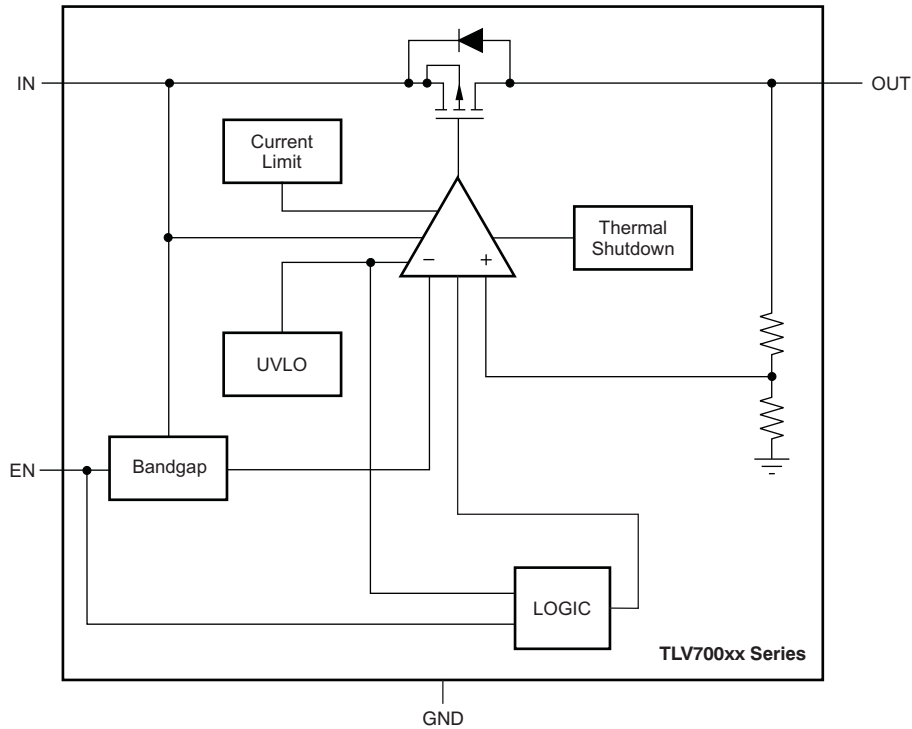 IN
OUT
Current
Limit
Thermal
Shutdown
−
+
UVLO
EN
Bandgap
LOGIC
TLV700xx Series
GND